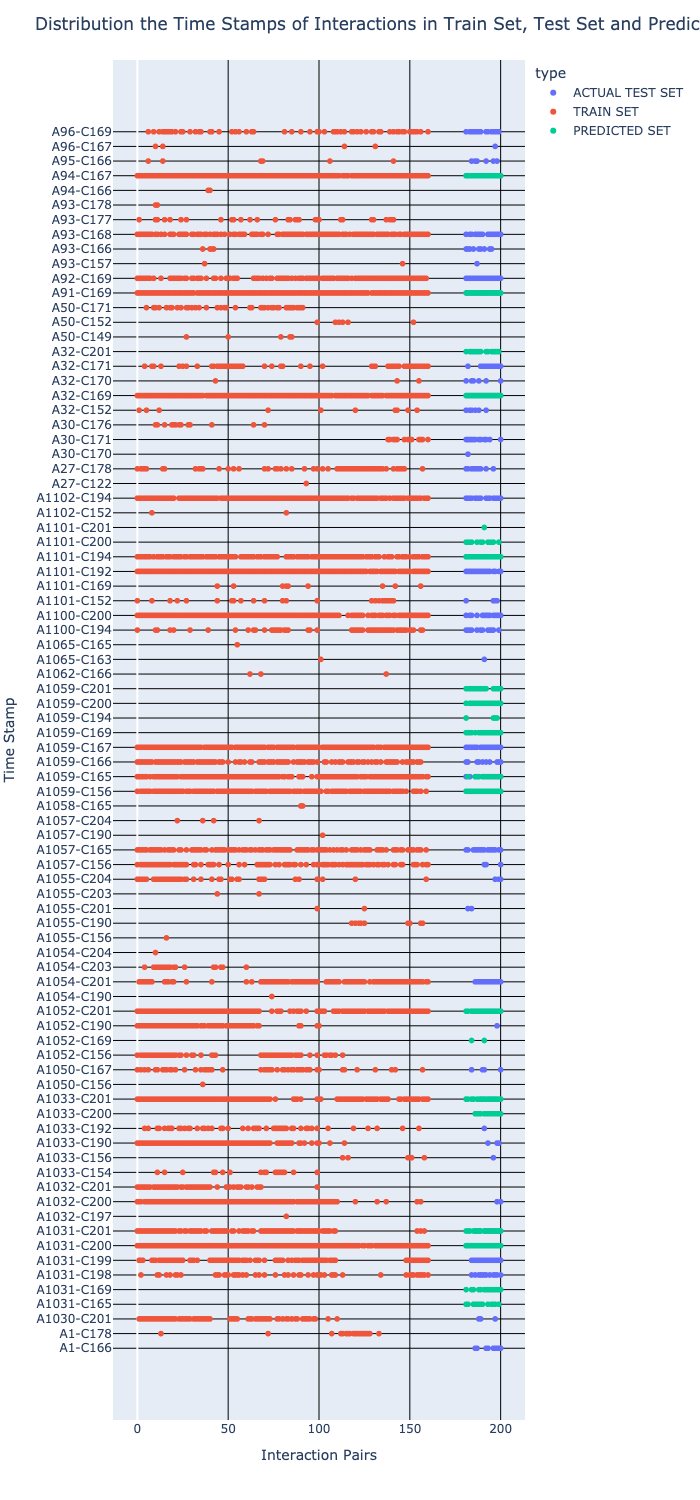 Distribution the Time Stamps of Interactions in Train Set, Test Set and Predic
type
ACTUAL TEST SET
TRAIN SET
PREDICTED SET
A96-C169
A96-C167
A95-C166
A94-C167
A94-C166
A93-C178
A93-C177
A93-C168
A93-C166
A93-C157
A92-C169
A91-C169
A50-C171
A50-C152
A50-C149
A32-C201
A32-C171
A32-C170
A32-C169
A32-C152
A30-C176
A30-C171
A30-C170
A27-C178
A27-C122
A1102-C194
A1102-C152
A1101-C201
A1101-C200
A1101-C194
A1101-C192
A1101-C169
A1101-C152
A1100-C200
A1100-C194
A1065-C165
A1065-C163
A1062-C166
A1059-C201
A1059-C200
A1059-C194
A1059-C169
A1059-C167
A1059-C166
A1059-C165
A1059-C156
A1058-C165
A1057-C204
A1057-C190
A1057-C165
A1057-C156
A1055-C204
A1055-C203
A1055-C201
A1055-C190
A1055-C156
A1054-C204
A1054-C203
A1054-C201
A1054-C190
A1052-C201
A1052-C190
A1052-C169
A1052-C156
A1050-C167
A1050-C156
A1033-C201
A1033-C200
A1033-C192
A1033-C190
A1033-C156
A1033-C154
A1032-C201
A1032-C200
A1032-C197
A1031-C201
A1031-C200
A1031-C199
A1031-C198
A1031-C169
A1031-C165
A1030-C201
A1-C178
A1-C166
Time Stamp
0 50 100 150 200
Interaction Pairs